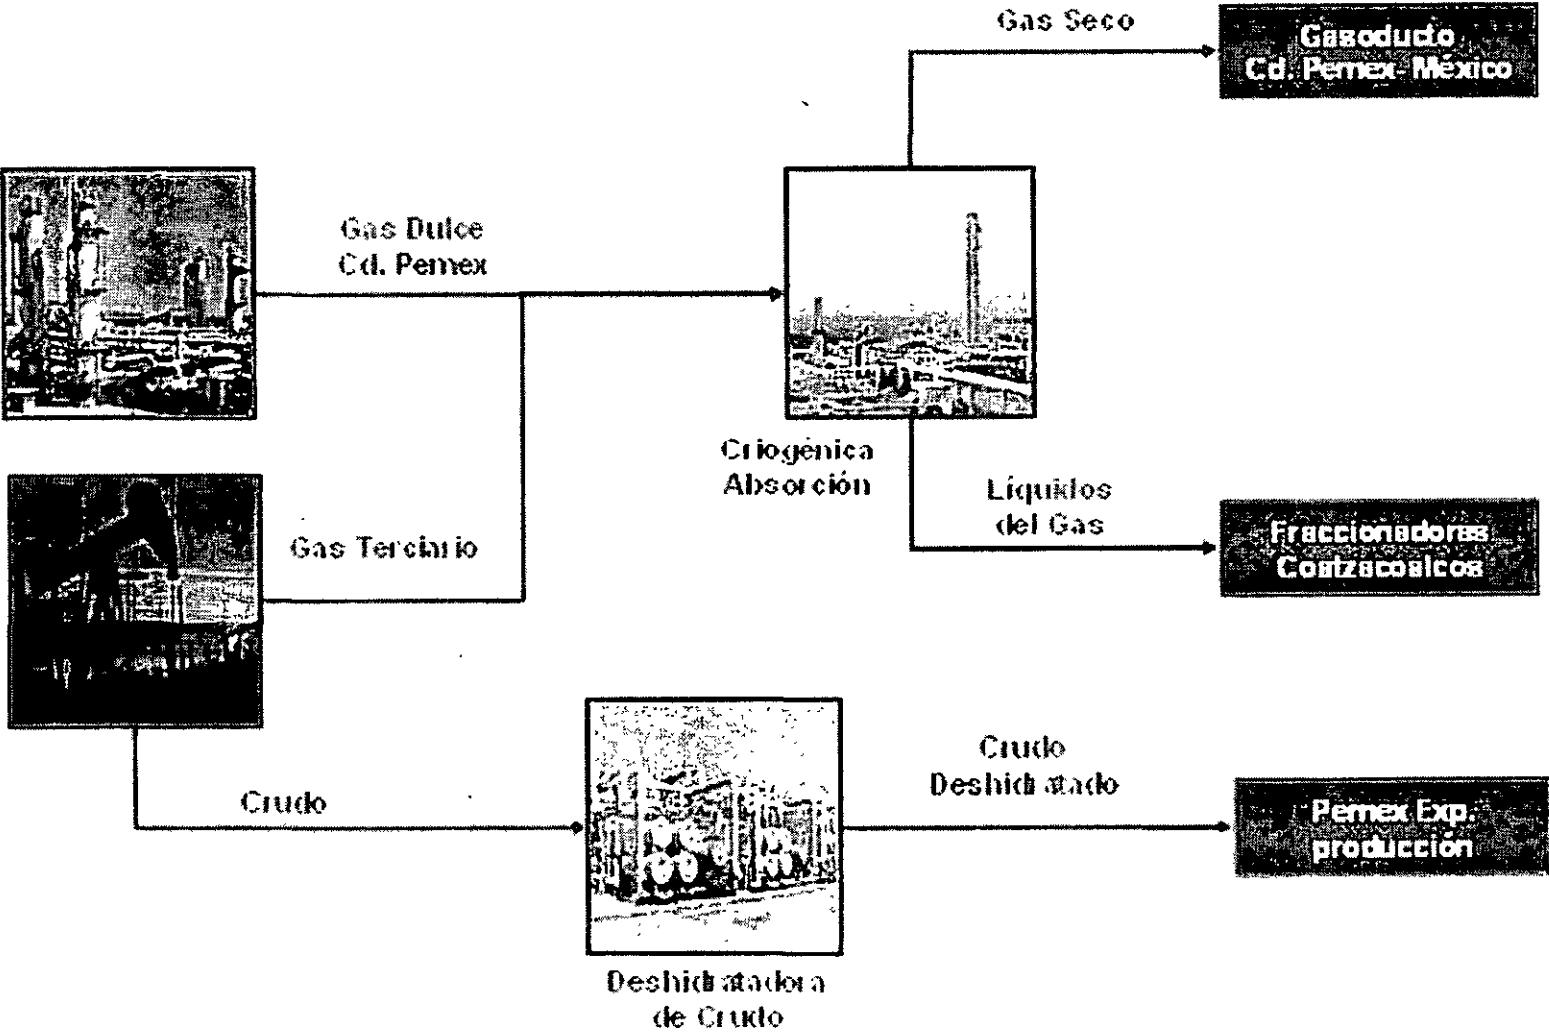 Gas Seco
Gasoducto
Cd. Pemex- México
Gas Dulce
Cd. Pemex
Criogénica
Absorción
Líquidos
del Gas
Fraccionadoras
Coatzacoalcos
Gas Terciario
Crudo
Crudo
Deshidratado
Pemex Exp.
producción
Deshidratadora
de Crudo